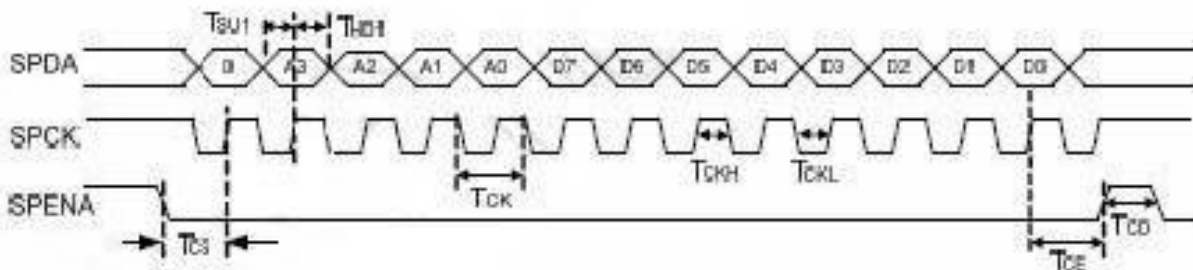 TSU1 THD1
SPDA A3 A2 A1 A0 D7 D6 D5 D4 D3 D2 D1 D0
SPCK
TCK TCKH TCKL
SPENA
TCS TCE TCD